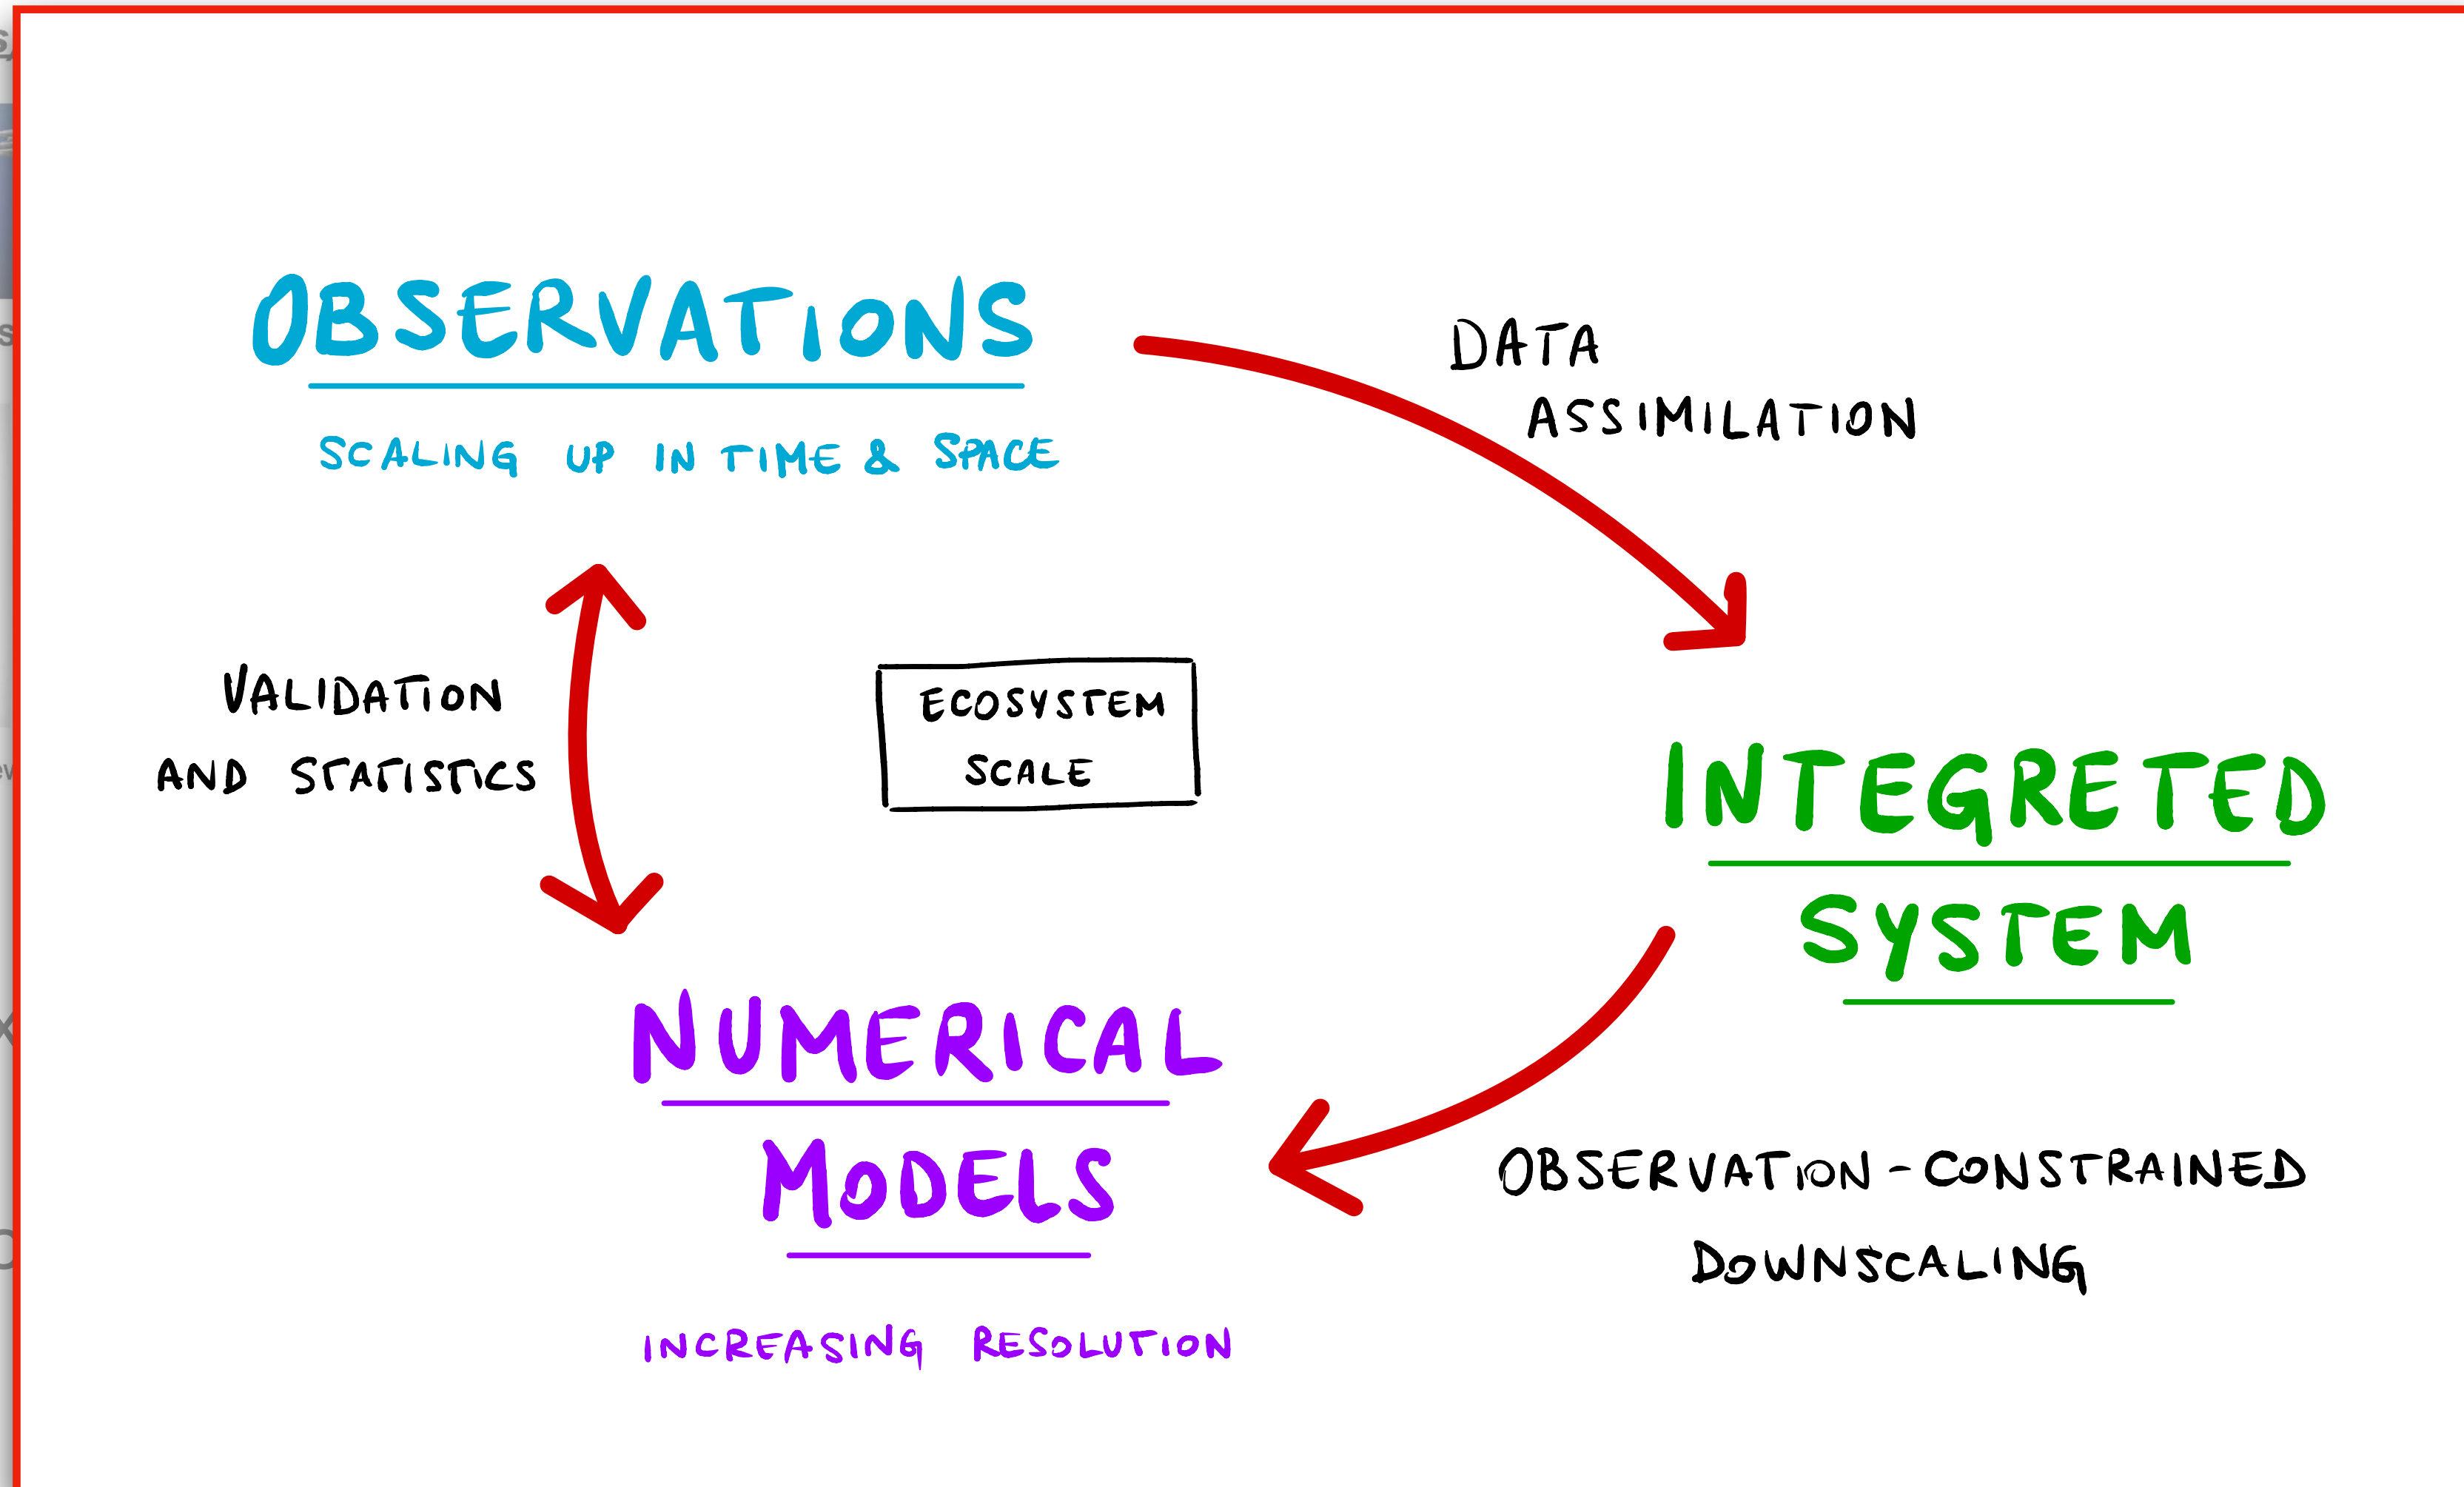 OBSERVATIONS
SCALING UP IN TIME & SPACE
DATA
ASSIMILATION
VALIDATION
AND STATISTICS
ECOSYSTEM
SCALE
INTEGRETED
SYSTEM
NUMERICAL
MODELS
INCREASING RESOLUTION
OBSERVATION-CONSTRAINED
DOWNSCALING